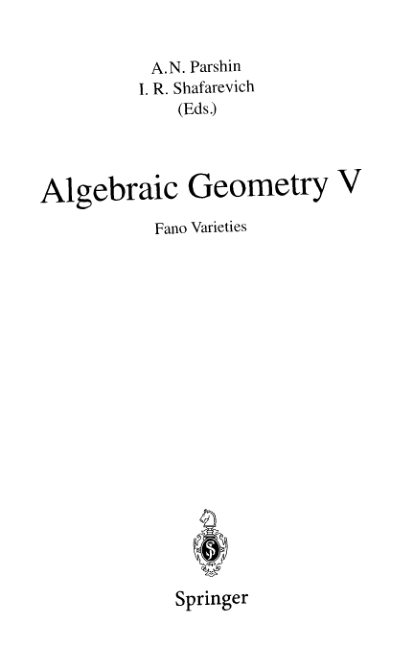 A.N. Parshin
I. R. Shafarevich
(Eds.)
Algebraic Geometry V
Fano Varieties
Springer